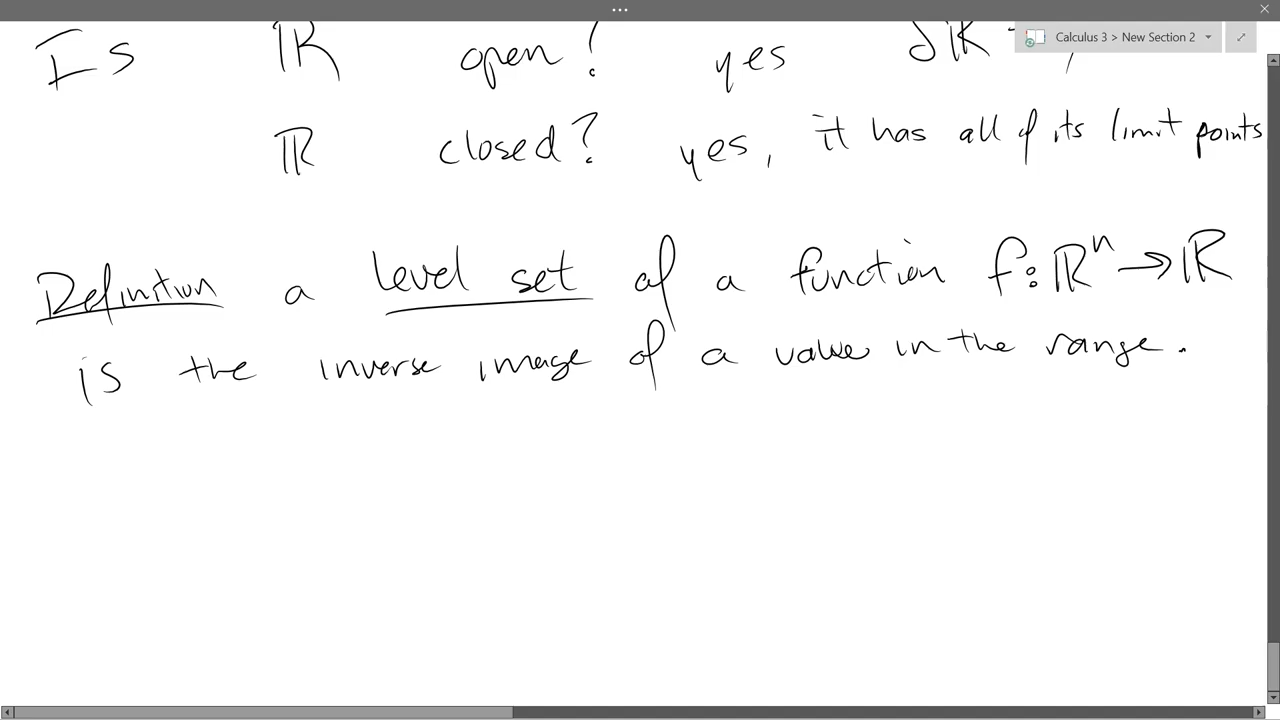 ...
Calculus 3 > New Section 2
Is ℝ open? yes ∂ℝ
ℝ closed? yes, it has all of its limit points
Definition a level set of a function f: ℝⁿ → ℝ
is the inverse image of a value in the range.